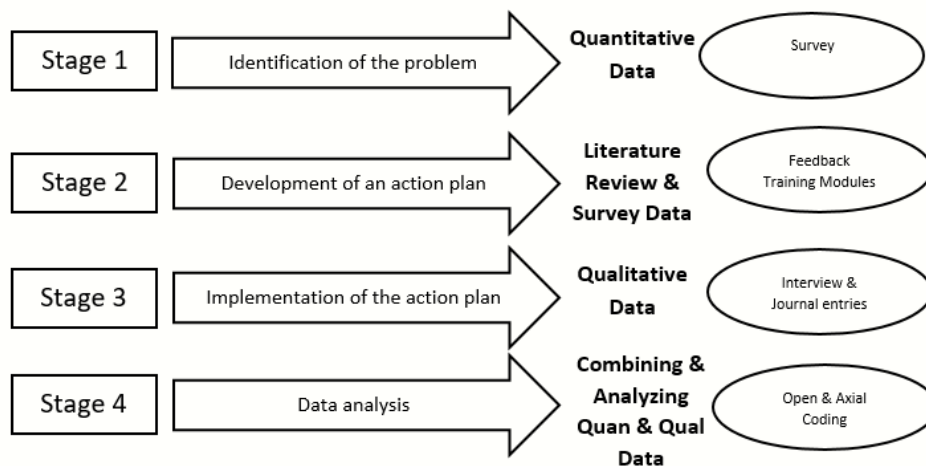 Stage 1
Identification of the problem
Quantitative
Data
Survey
Stage 2
Development of an action plan
Literature
Review &
Survey Data
Feedback
Training Modules
Stage 3
Implementation of the action plan
Qualitative
Data
Interview &
Journal entries
Stage 4
Data analysis
Combining &
Analyzing
Quan & Qual
Data
Open & Axial
Coding